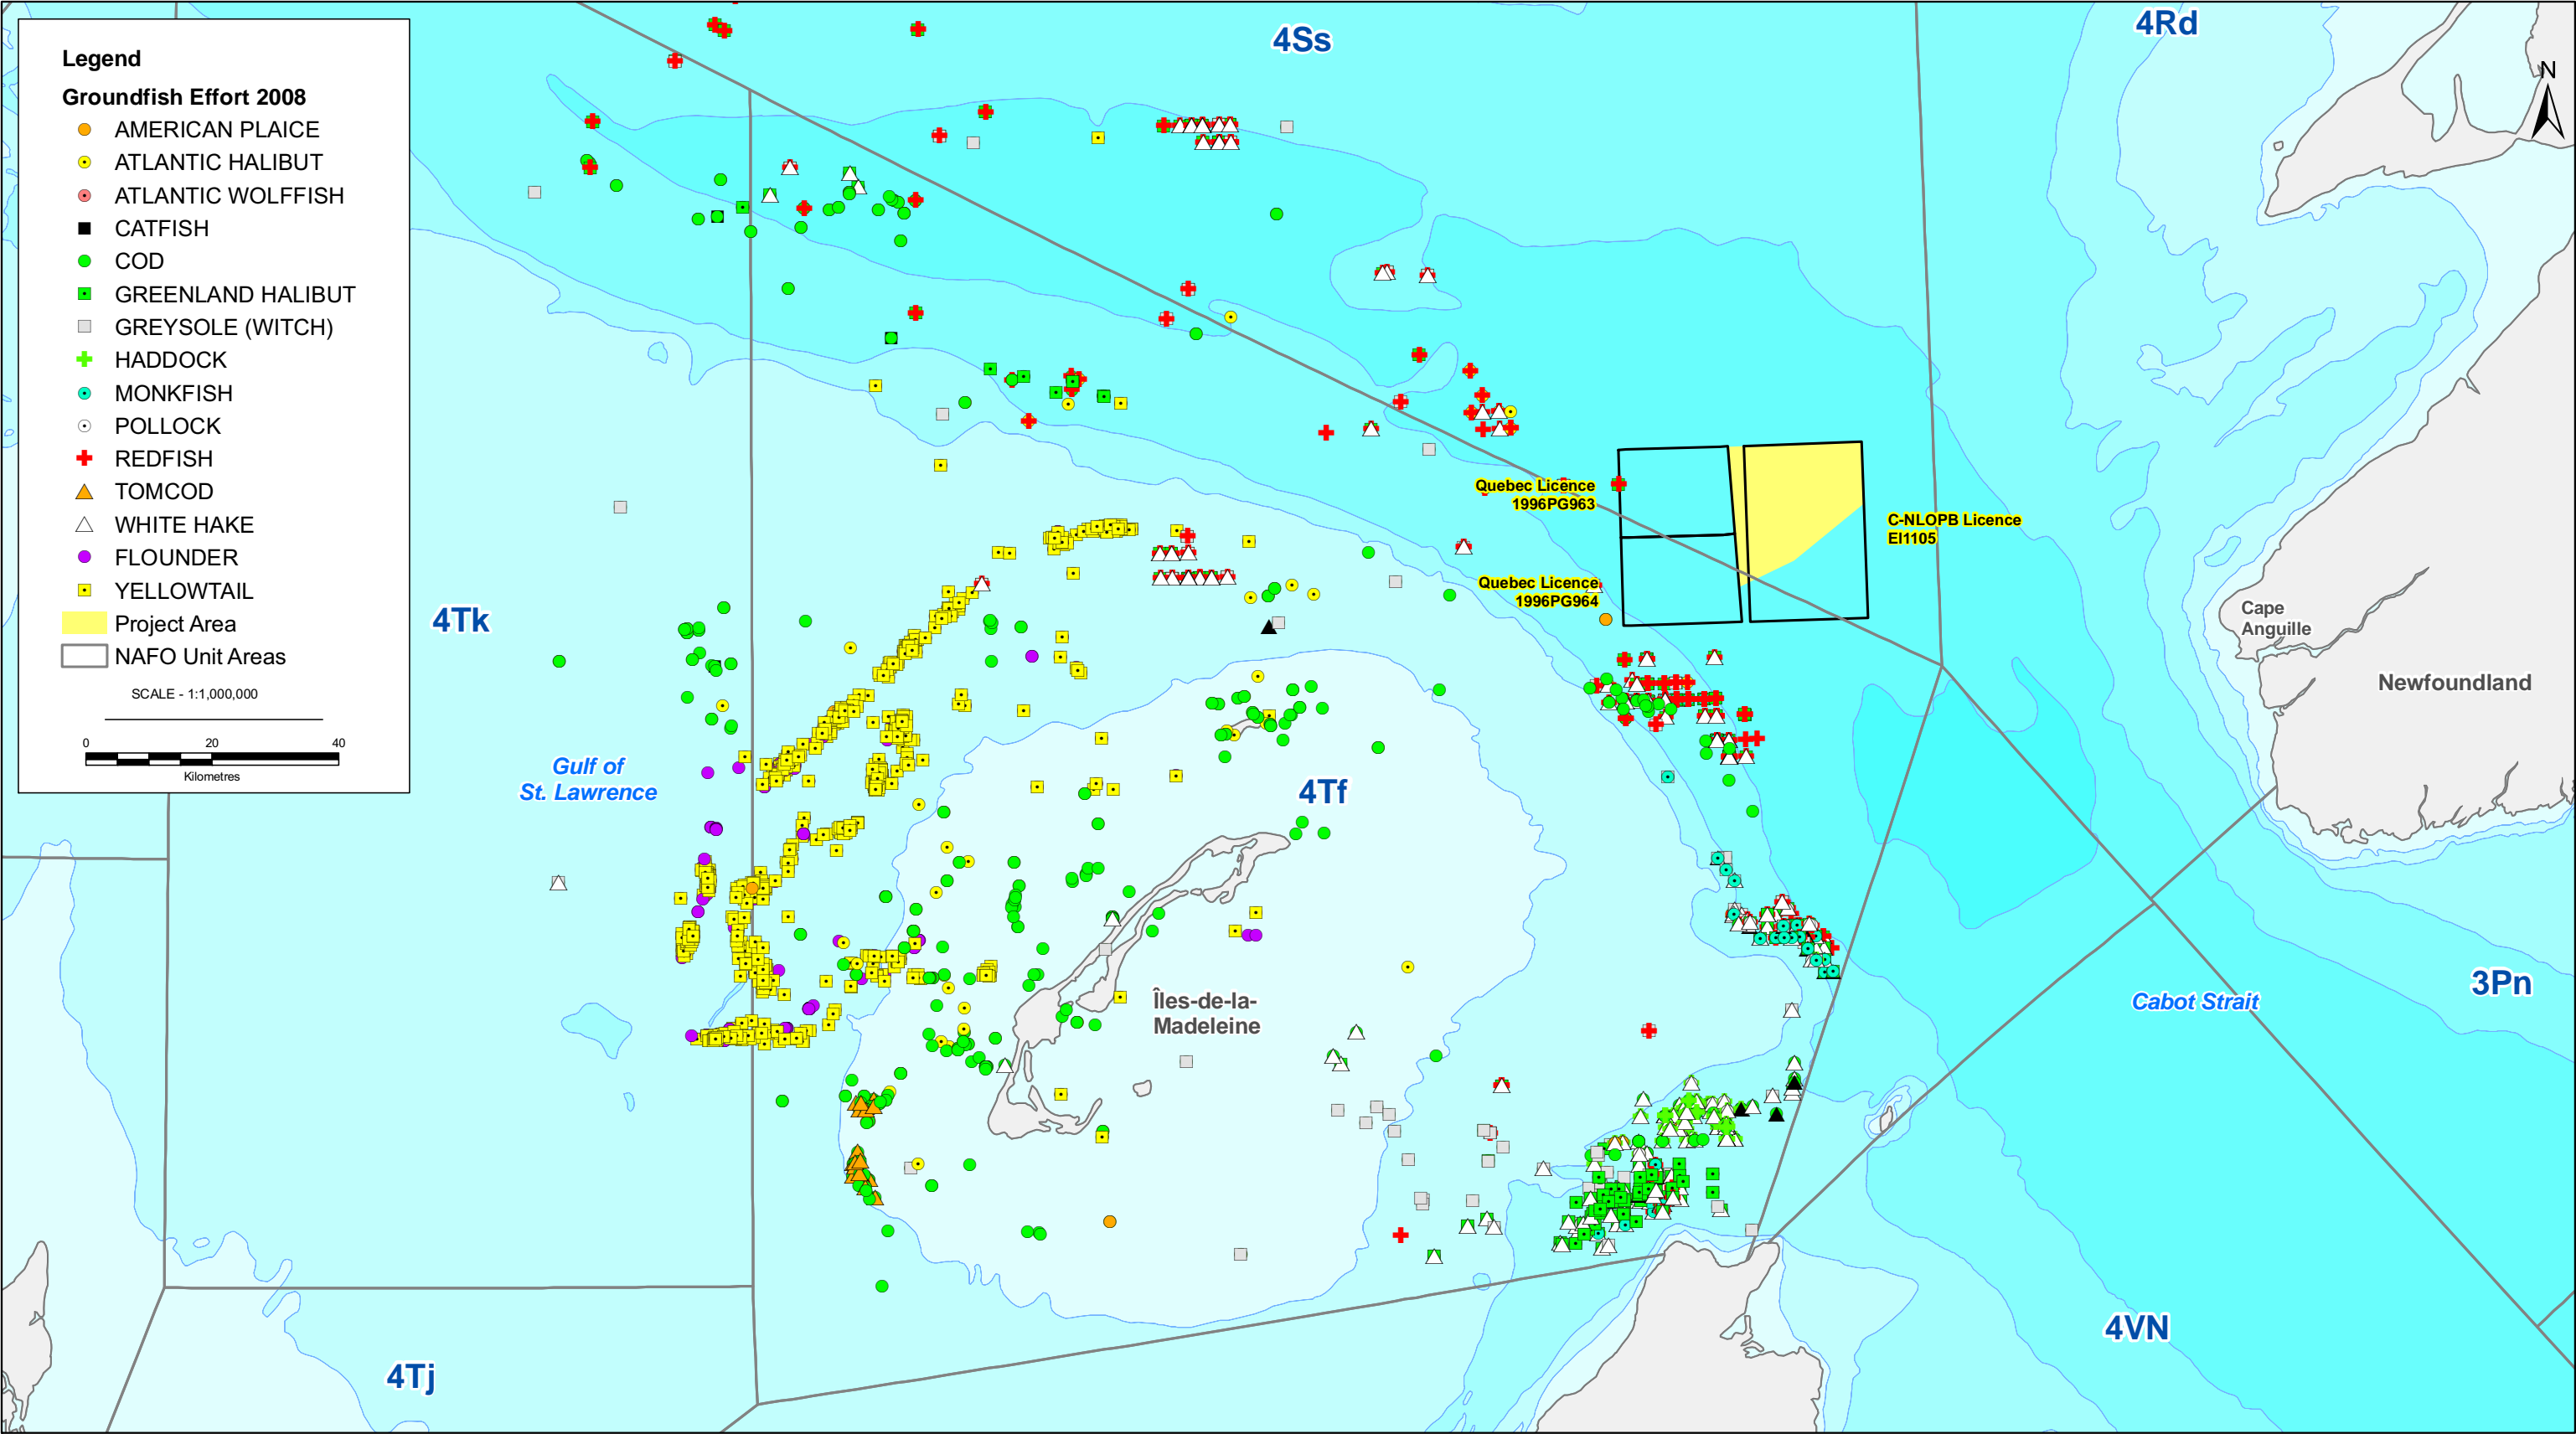 Legend
Groundfish Effort 2008
AMERICAN PLAICE
ATLANTIC HALIBUT
ATLANTIC WOLFFISH
CATFISH
COD
GREENLAND HALIBUT
GREYSOLE (WITCH)
HADDOCK
MONKFISH
POLLOCK
REDFISH
TOMCOD
WHITE HAKE
FLOUNDER
YELLOWTAIL
Project Area
NAFO Unit Areas
SCALE - 1:1,000,000
0 20 40
Kilometres
4Ss
4Rd
N
Quebec Licence
1996PG963
C-NLOPB Licence
EI1105
Quebec Licence
1996PG964
Cape
Anguille
4Tk
Newfoundland
Gulf of
St. Lawrence
4Tf
3Pn
Cabot Strait
Îles-de-la-
Madeleine
4VN
4Tj